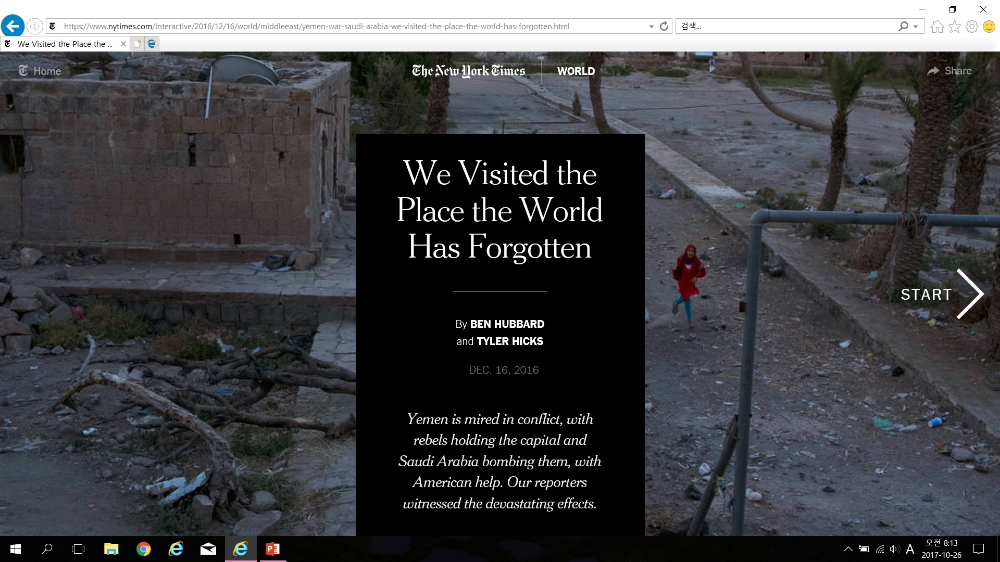 https://www.nytimes.com/interactive/2016/12/16/world/middleeast/yemen-war-saudi-arabia-we-visited-the-place-the-world-has-forgotten.html
검색...
We Visited the Place the ...
Home
The New York Times
WORLD
Share
We Visited the
Place the World
Has Forgotten
START
By BEN HUBBARD
and TYLER HICKS
DEC. 16, 2016
Yemen is mired in conflict, with
rebels holding the capital and
Saudi Arabia bombing them, with
American help. Our reporters
witnessed the devastating effects.
A
오전 8:13
2017-10-26